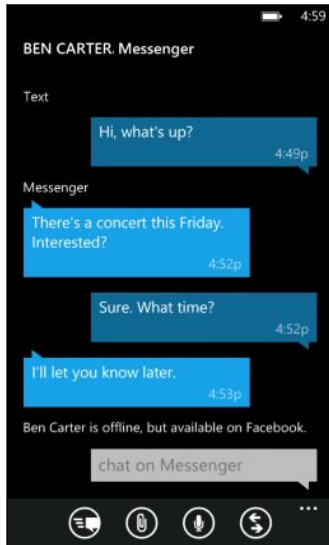 4:59
BEN CARTER, Messenger
Text
Hi, what's up?
4:49p
Messenger
There's a concert this Friday.
Interested?
4:52p
Sure. What time?
4:52p
I'll let you know later.
4:53p
Ben Carter is offline, but available on Facebook.
chat on Messenger